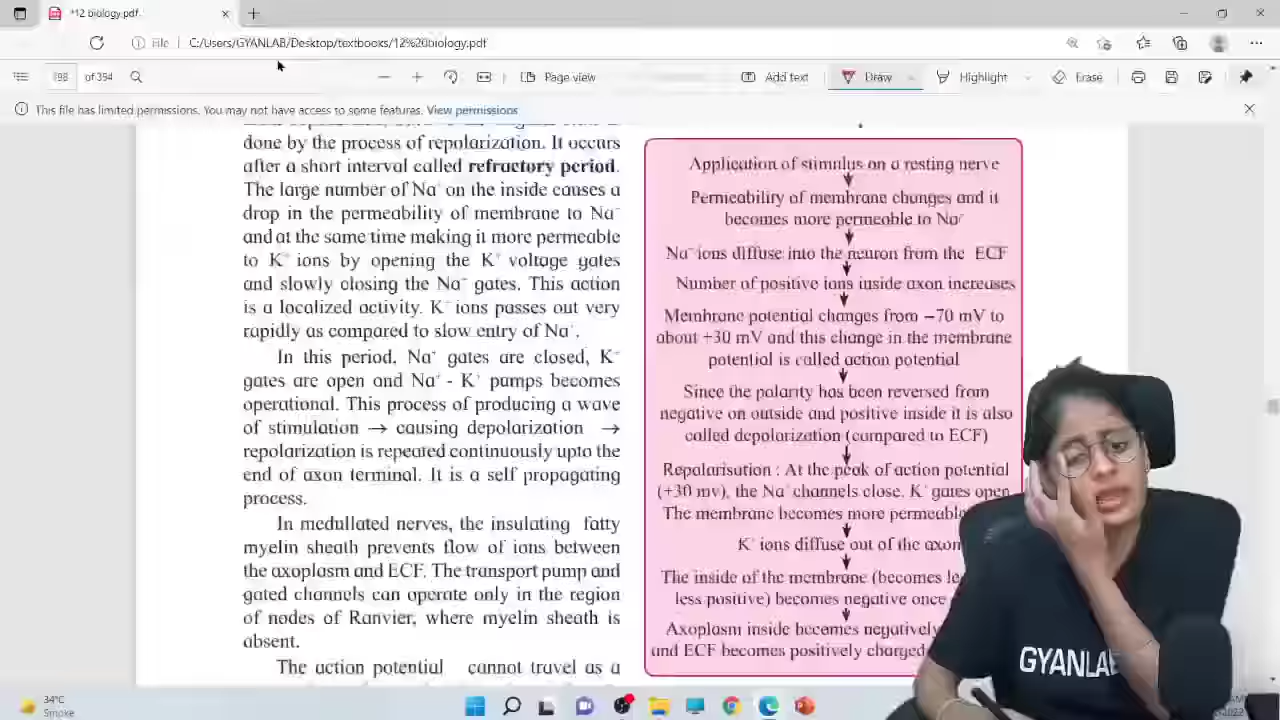 *12 biology.pdf
File
C:/Users/GYANLAB/Desktop/textbooks/12%20biology.pdf
198 of 394
Page view
Add text
Draw
Highlight
Erase
This file has limited permissions. You may not have access to some features. View permissions
done by the process of repolarization. It occurs
after a short interval called refractory period.
The large number of Na⁺ on the inside causes a
drop in the permeability of membrane to Na⁺
and at the same time making it more permeable
to K⁺ ions by opening the K⁺ voltage gates
and slowly closing the Na⁺ gates. This action
is a localized activity. K⁺ ions passes out very
rapidly as compared to slow entry of Na⁺.
In this period, Na⁺ gates are closed, K⁺
gates are open and Na⁺ - K⁺ pumps becomes
operational. This process of producing a wave
of stimulation → causing depolarization →
repolarization is repeated continuously upto the
end of axon terminal. It is a self propagating
process.
In medullated nerves, the insulating fatty
myelin sheath prevents flow of ions between
the axoplasm and ECF. The transport pump and
gated channels can operate only in the region
of nodes of Ranvier, where myelin sheath is
absent.
The action potential cannot travel as a
Application of stimulus on a resting nerve
Permeability of membrane changes and it
becomes more permeable to Na⁺
Na⁺ ions diffuse into the neuron from the ECF
Number of positive ions inside axon increases
Membrane potential changes from −70 mV to
about +30 mV and this change in the membrane
potential is called action potential
Since the polarity has been reversed from
negative on outside and positive inside it is also
called depolarization (compared to ECF)
Repolarisation : At the peak of action potential
(+30 mv), the Na⁺ channels close. K⁺ gates open.
The membrane becomes more permeable
K⁺ ions diffuse out of the axon
The inside of the membrane (becomes
less positive) becomes negative once
Axoplasm inside becomes negatively
and ECF becomes positively charged
GYANLAB
34°C
Smoke